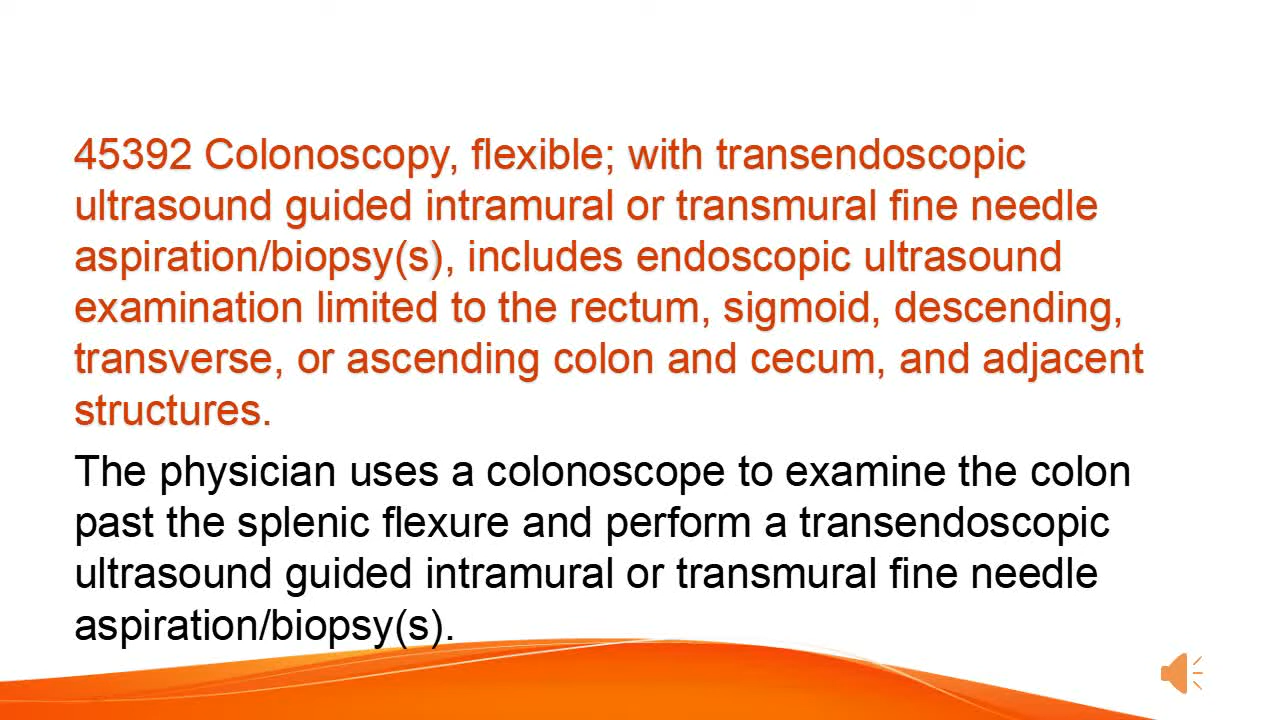 45392 Colonoscopy, flexible; with transendoscopic
ultrasound guided intramural or transmural fine needle
aspiration/biopsy(s), includes endoscopic ultrasound
examination limited to the rectum, sigmoid, descending,
transverse, or ascending colon and cecum, and adjacent
structures.
The physician uses a colonoscope to examine the colon
past the splenic flexure and perform a transendoscopic
ultrasound guided intramural or transmural fine needle
aspiration/biopsy(s).